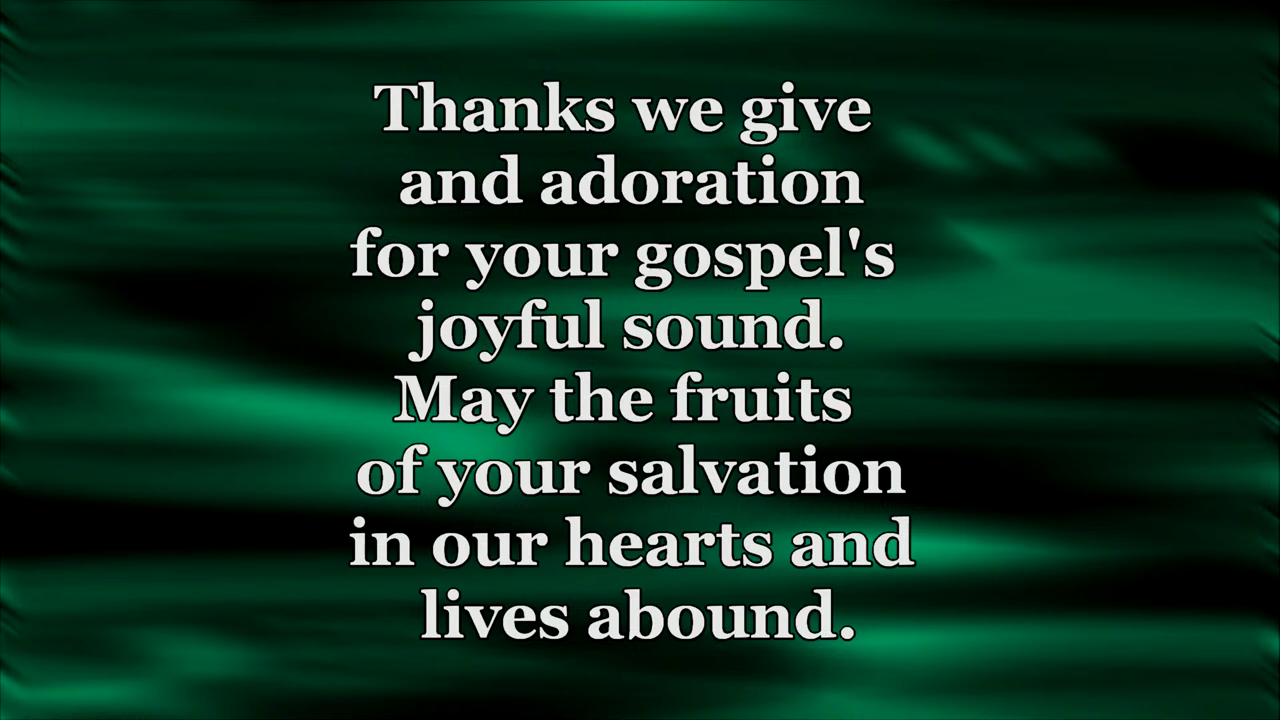 Thanks we give
and adoration
for your gospel's
joyful sound.
May the fruits
of your salvation
in our hearts and
lives abound.